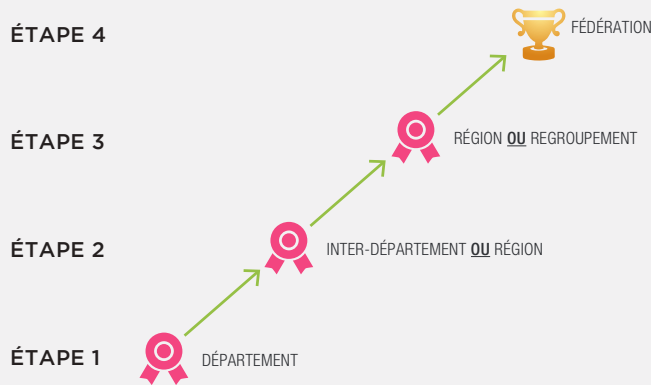 ÉTAPE 4
FÉDÉRATION
ÉTAPE 3
RÉGION OU REGROUPEMENT
ÉTAPE 2
INTER-DÉPARTEMENT OU RÉGION
ÉTAPE 1
DÉPARTEMENT